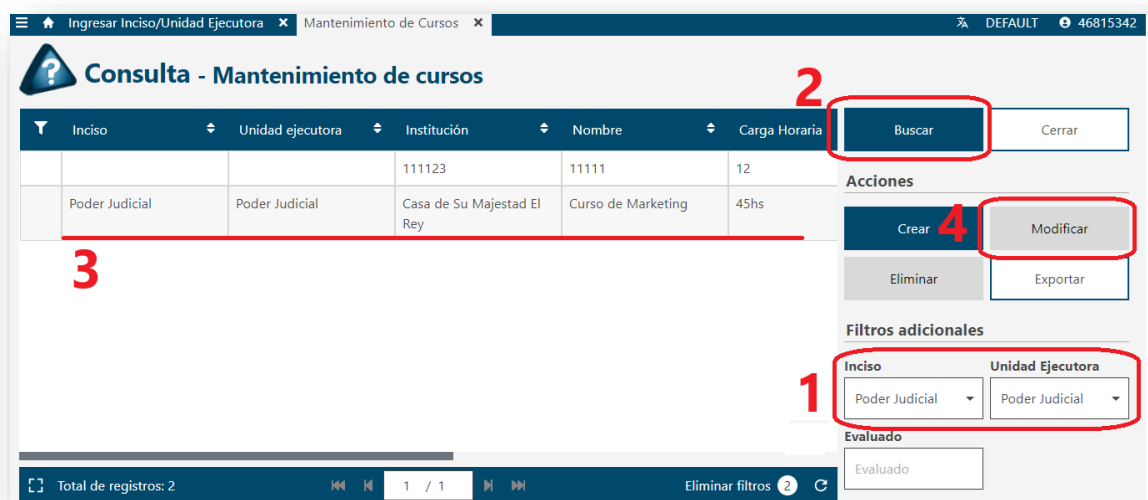 Ingresar Inciso/Unidad Ejecutora × Mantenimiento de Cursos × DEFAULT 46815342
Consulta - Mantenimiento de cursos
2
Inciso Unidad ejecutora Institución Nombre Carga Horaria
111123 11111 12
Poder Judicial Poder Judicial Casa de Su Majestad El Curso de Marketing 45hs
Rey
3
Buscar Cerrar
Acciones
4
Crear Modificar
Eliminar Exportar
Filtros adicionales
1
Inciso Unidad Ejecutora
Poder Judicial Poder Judicial
Evaluado
Evaluado
Total de registros: 2 1 / 1 Eliminar filtros 2